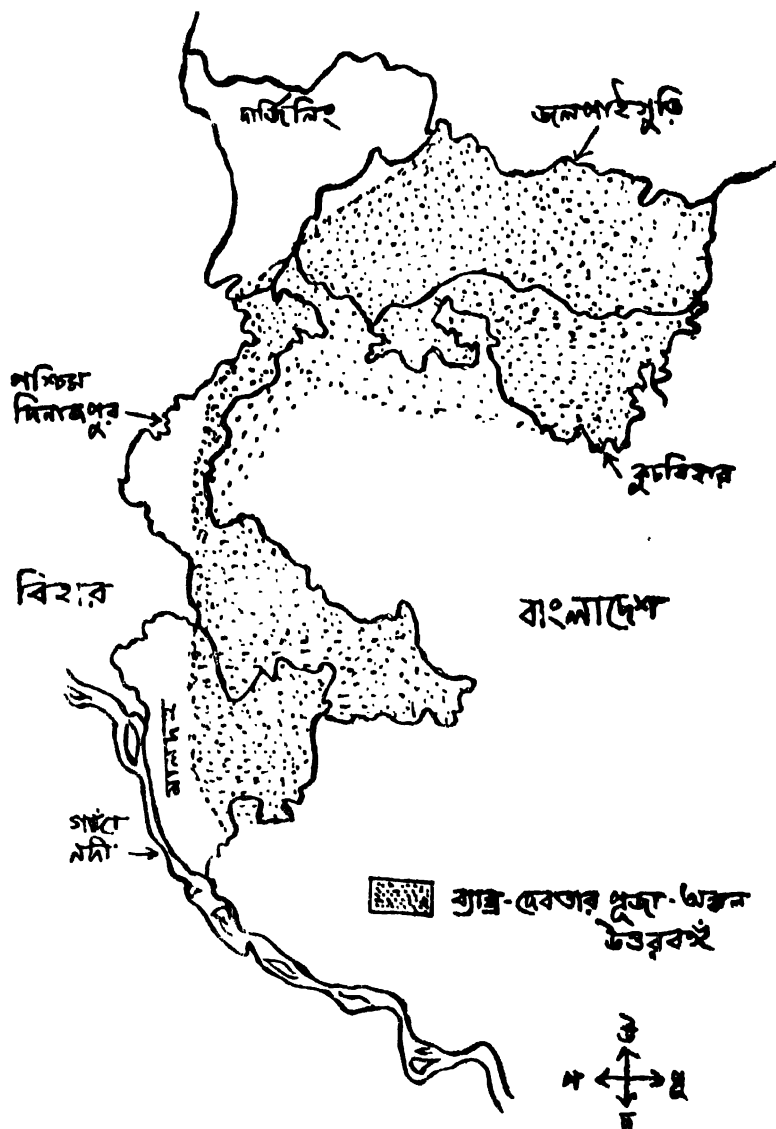 দার্জিলিং
জলপাইগুড়ি
পশ্চিম
দিনাজপুর
কুচবিহার
বিহার
বাংলাদেশ
মালদহ
গঙ্গা
নদী
ব্যাঘ্র-দেবতার পূজা-অঞ্চল
উত্তরবঙ্গ
উ
প
পূ
দ